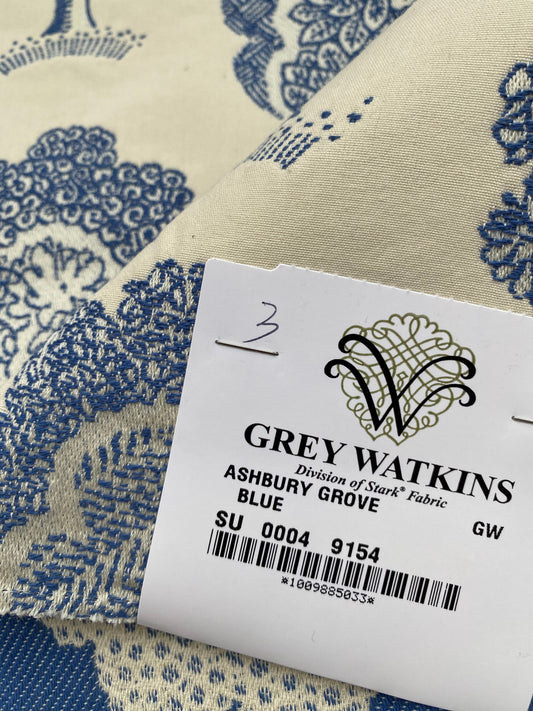 3
W
GREY WATKINS
Division of Stark® Fabric
ASHBURY GROVE
BLUE GW
SU 0004 9154
*1009885033*